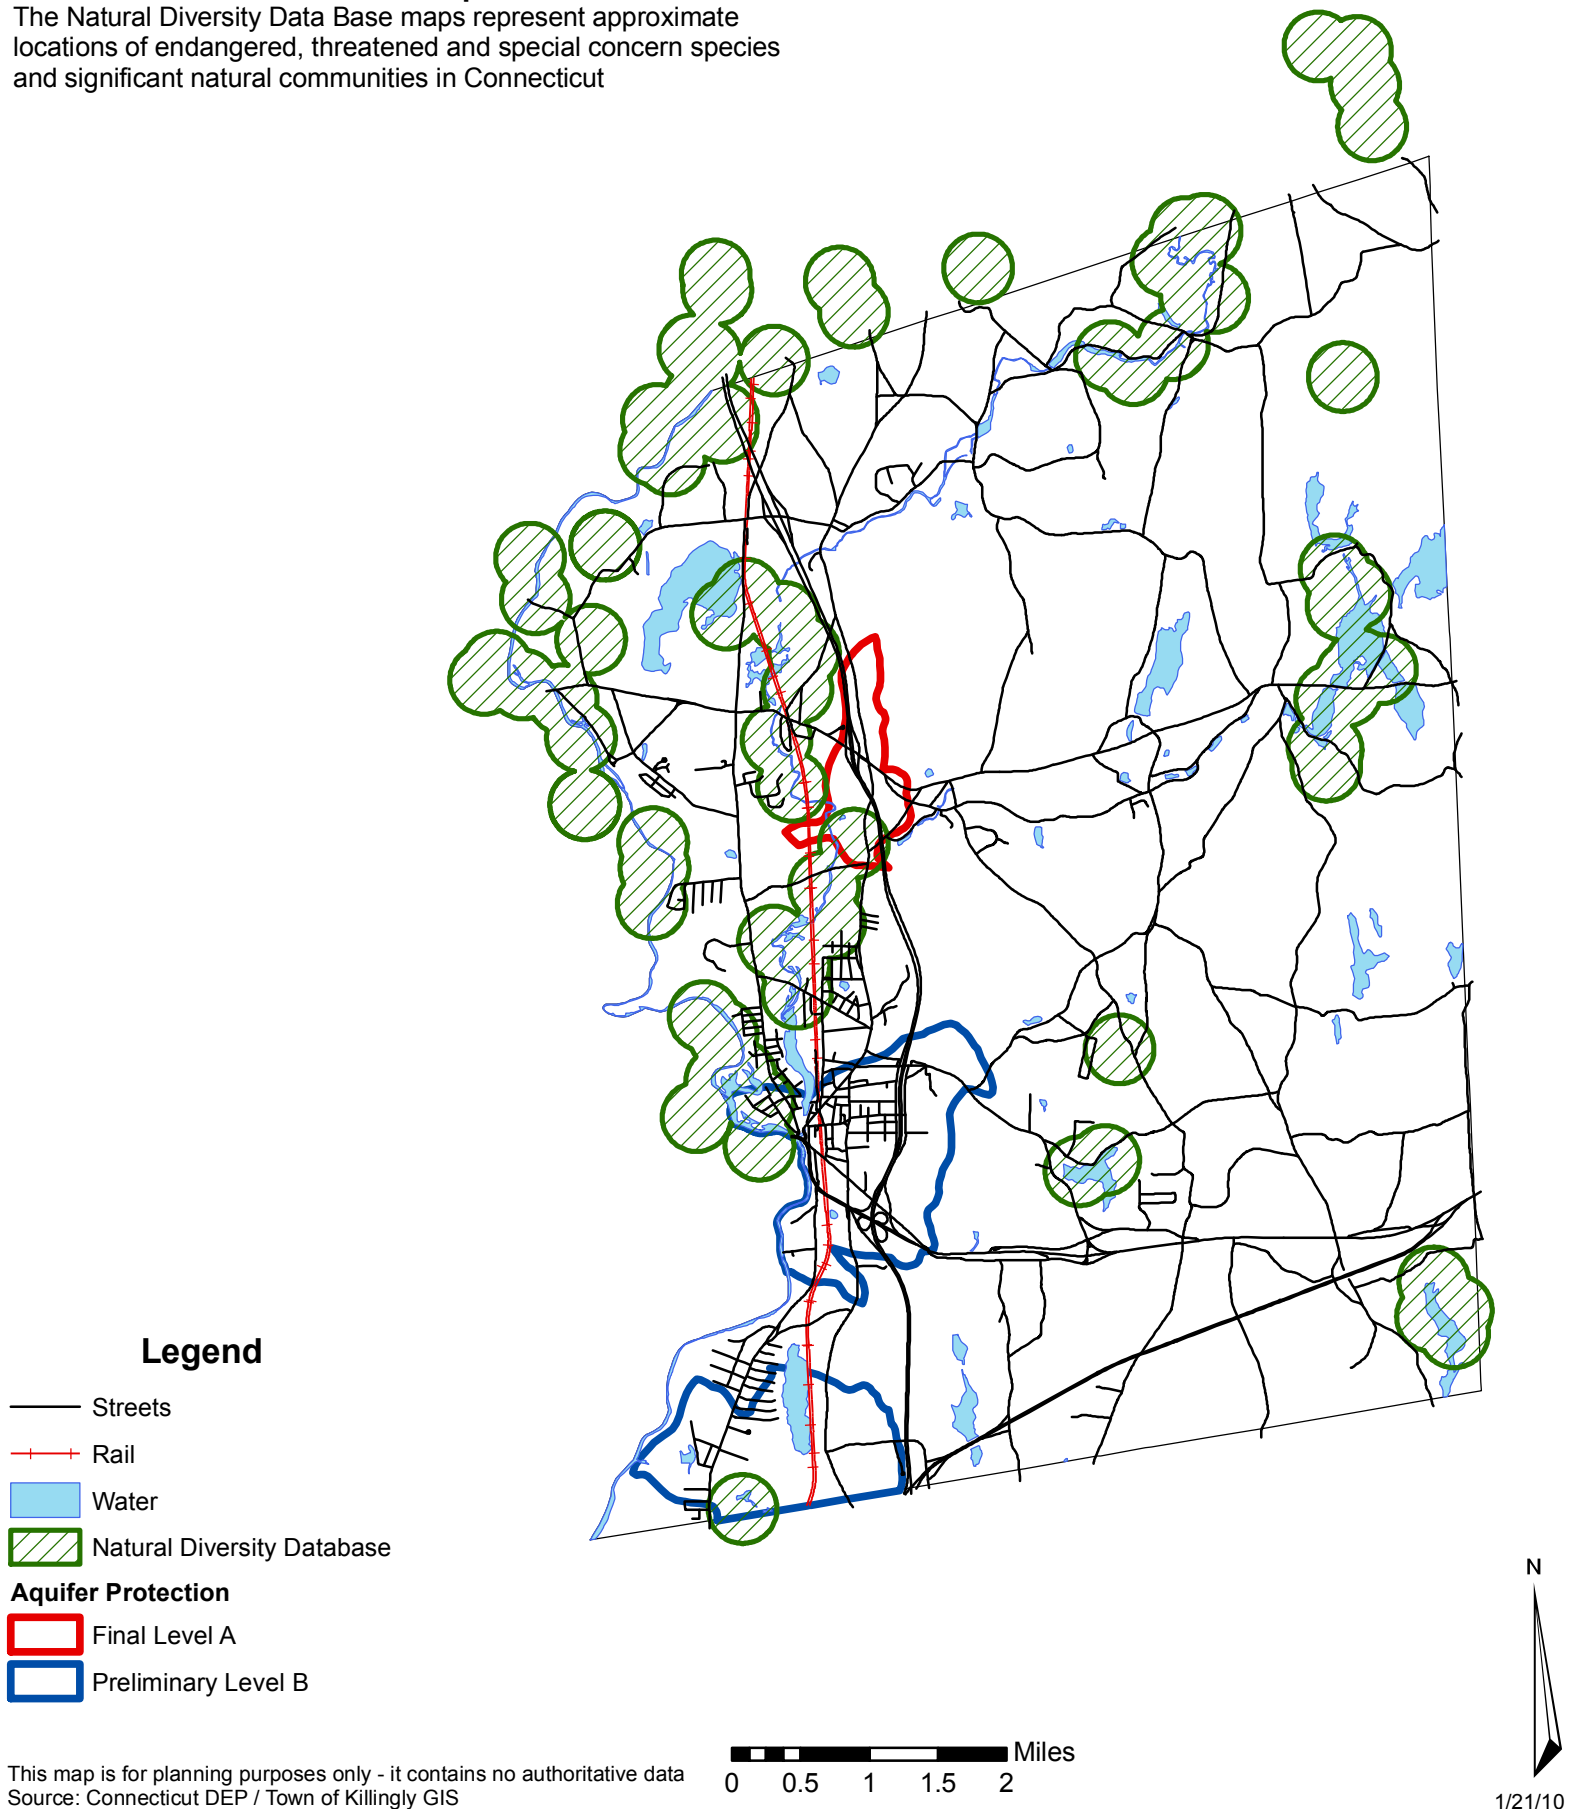 The Natural Diversity Data Base maps represent approximate
locations of endangered, threatened and special concern species
and significant natural communities in Connecticut
Legend
Streets
Rail
Water
Natural Diversity Database
Aquifer Protection
Final Level A
Preliminary Level B
N
Miles
0 0.5 1 1.5 2
This map is for planning purposes only - it contains no authoritative data
Source: Connecticut DEP / Town of Killingly GIS
1/21/10